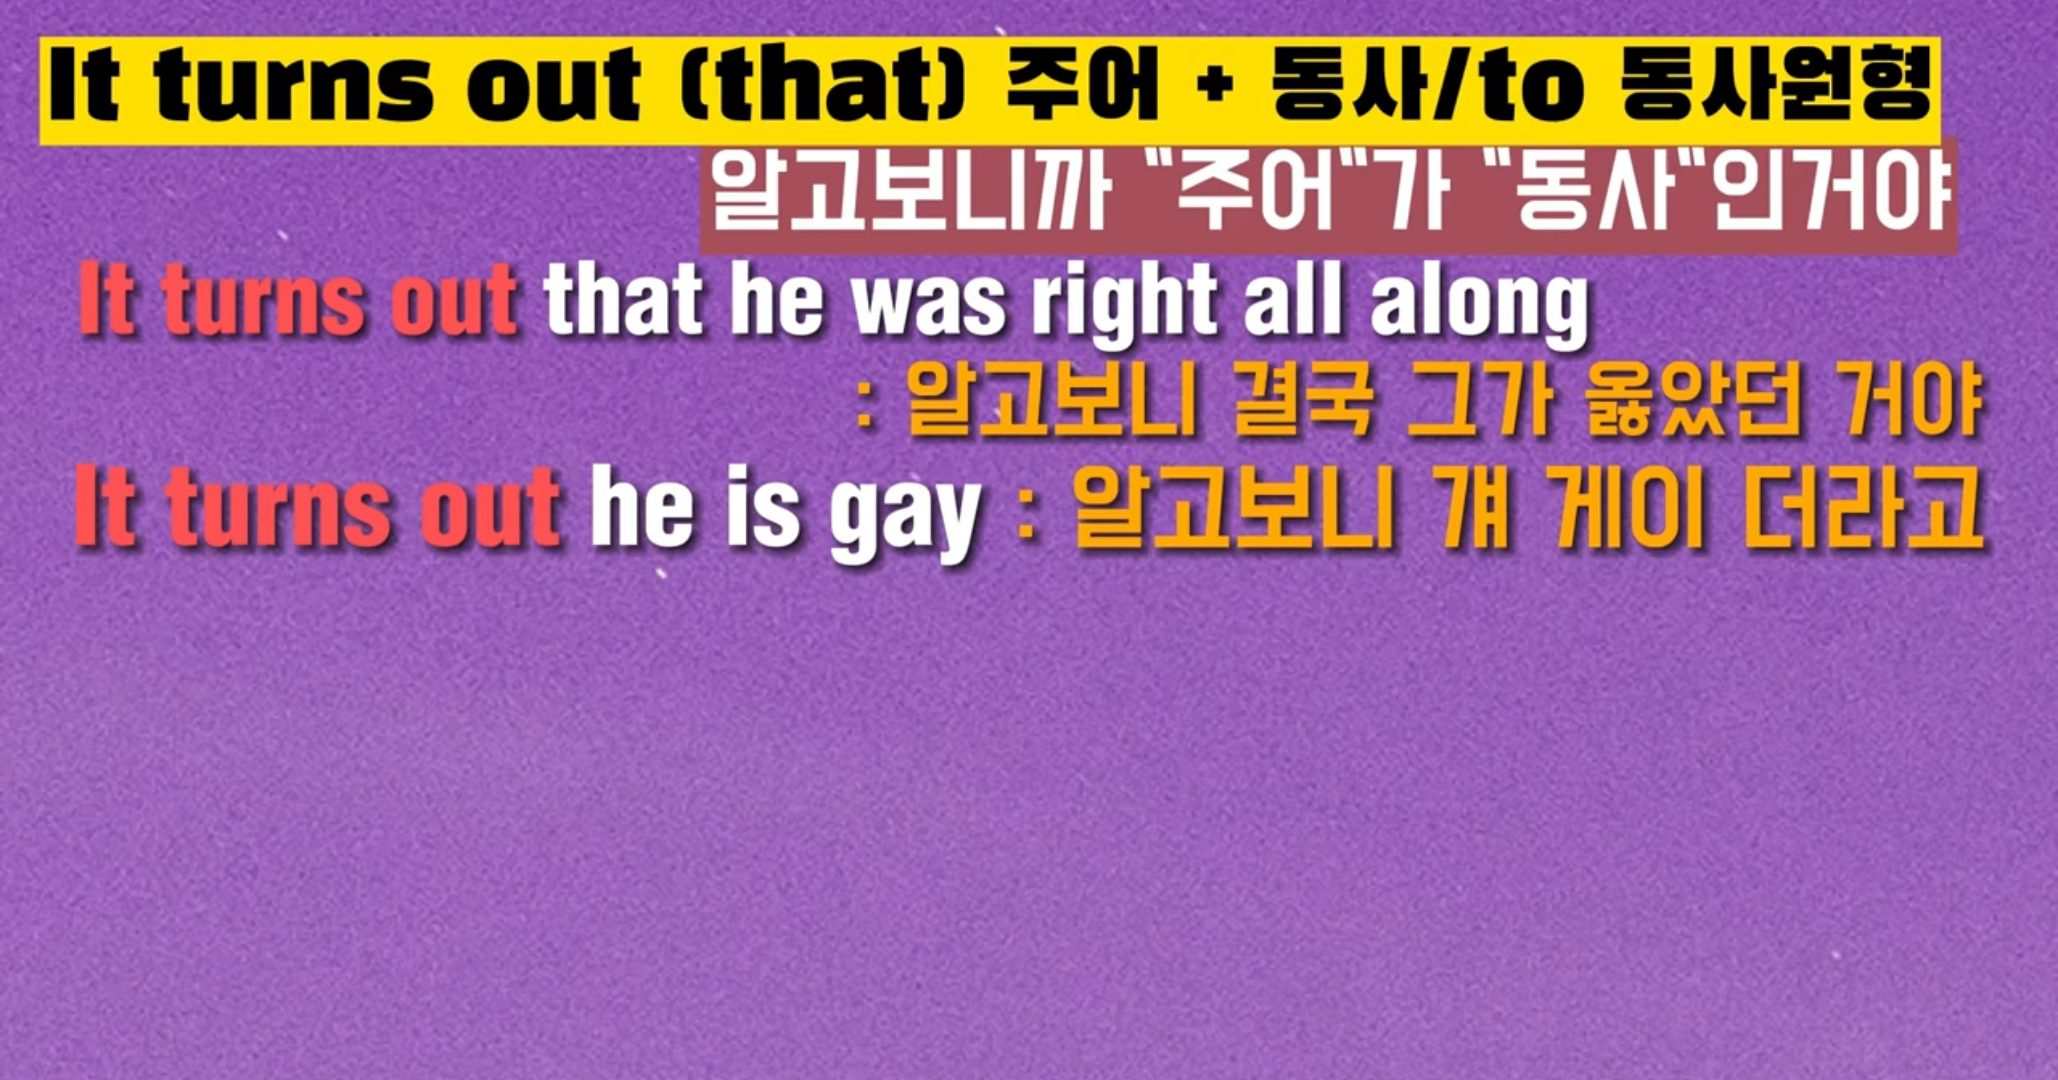 It turns out (that) 주어 + 동사/to 동사원형
알고보니까 "주어"가 "동사"인거야
It turns out that he was right all along
: 알고보니 결국 그가 옳았던 거야
It turns out he is gay : 알고보니 걔 게이 더라고